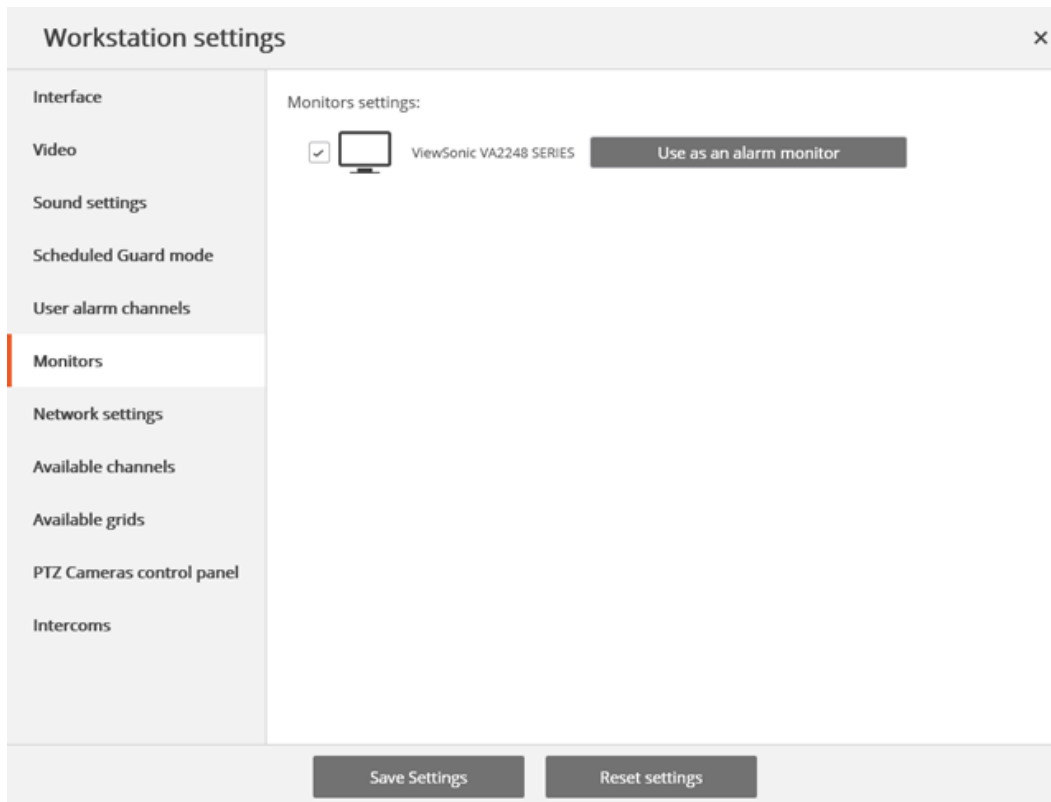 Workstation settings
Interface
Video
Sound settings
Scheduled Guard mode
User alarm channels
Monitors
Network settings
Available channels
Available grids
PTZ Cameras control panel
Intercoms
Monitors settings:
ViewSonic VA2248 SERIES
Use as an alarm monitor
Save Settings
Reset settings